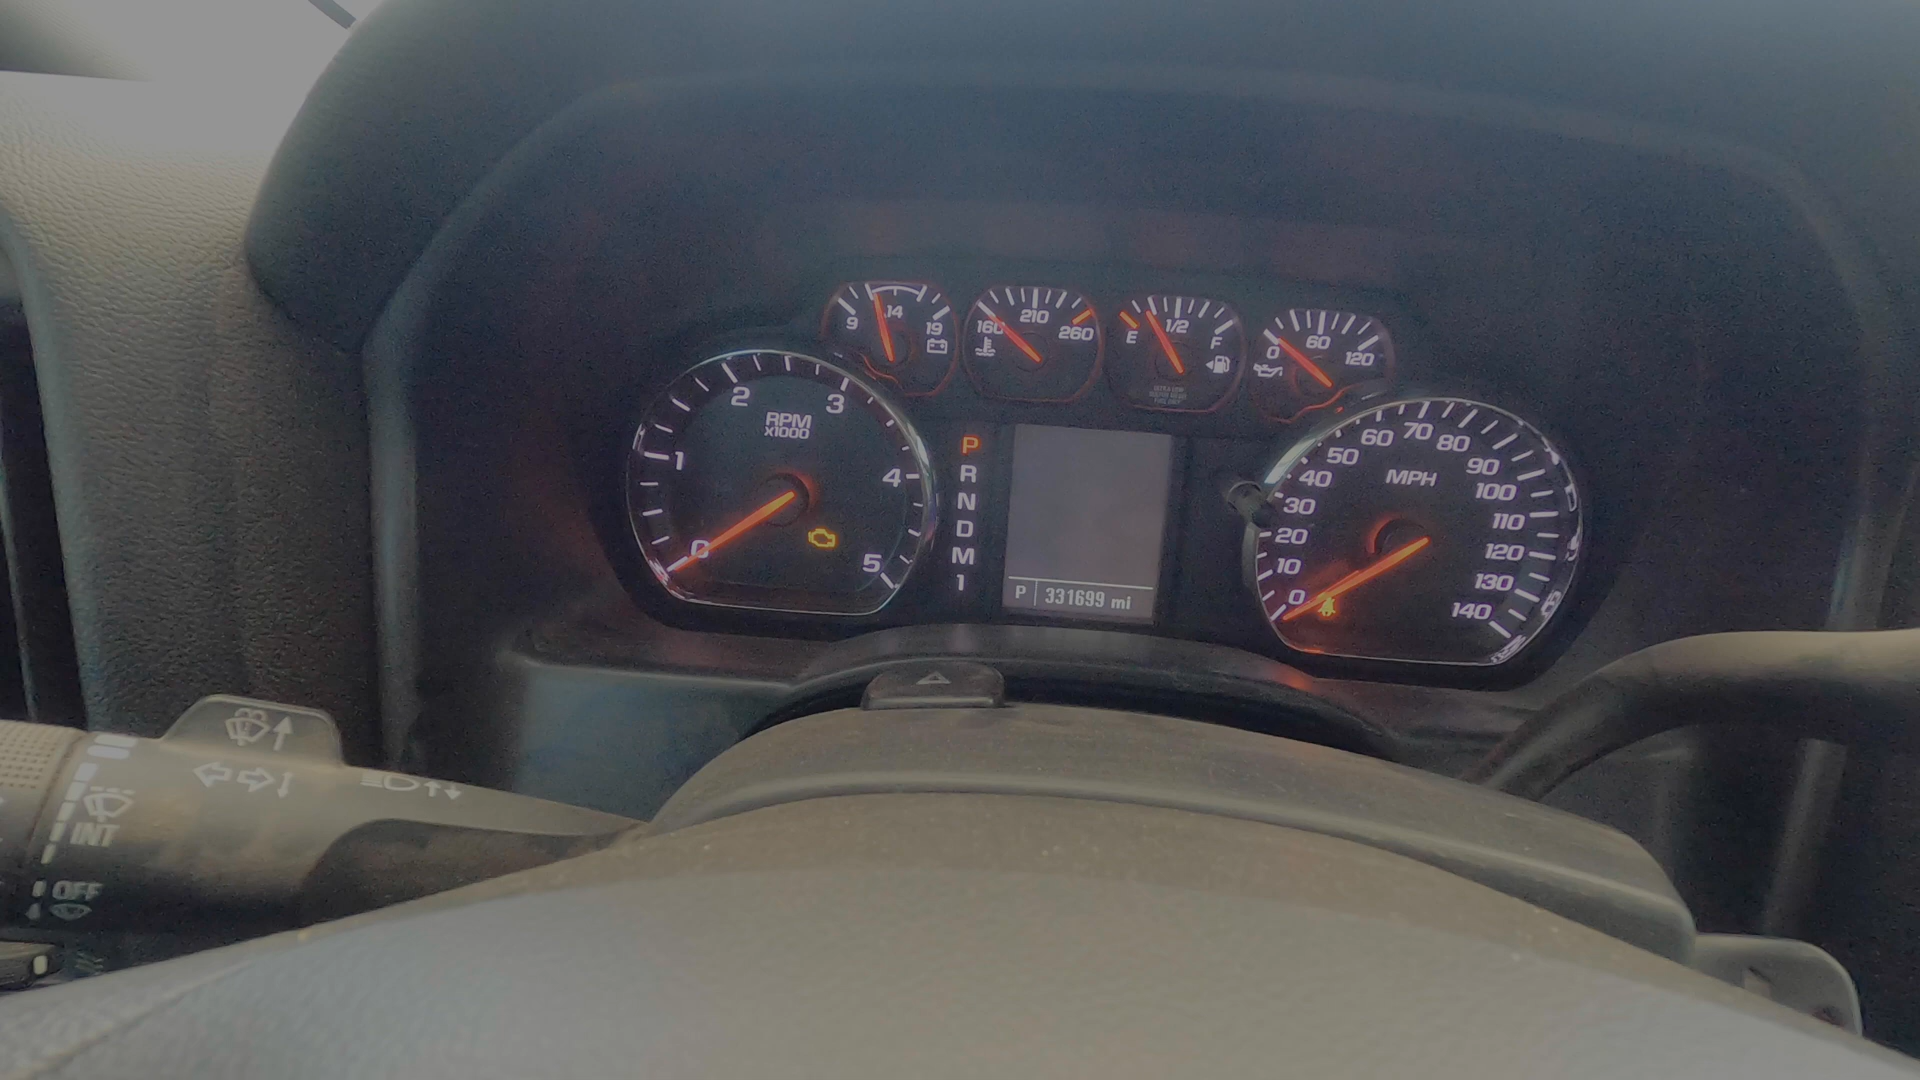 9 14 19
160 210 260
E 1/2 F
0 60 120
0 1 2 3 4 5
RPM
x1000
P
R
N
D
M
1
P 331699 mi
0 10 20 30 40 50 60 70 80 90 100 110 120 130 140
MPH
INT
OFF